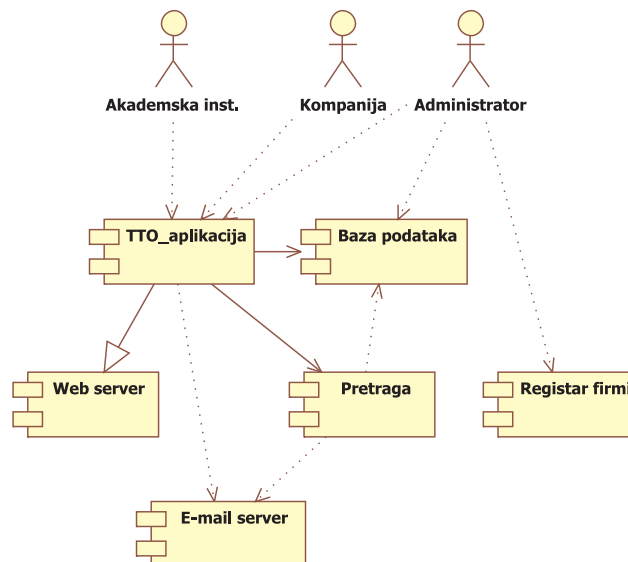 Akademska inst.
Kompanija
Administrator
TTO_aplikacija
Baza podataka
Web server
Pretraga
Registar firmi
E-mail server